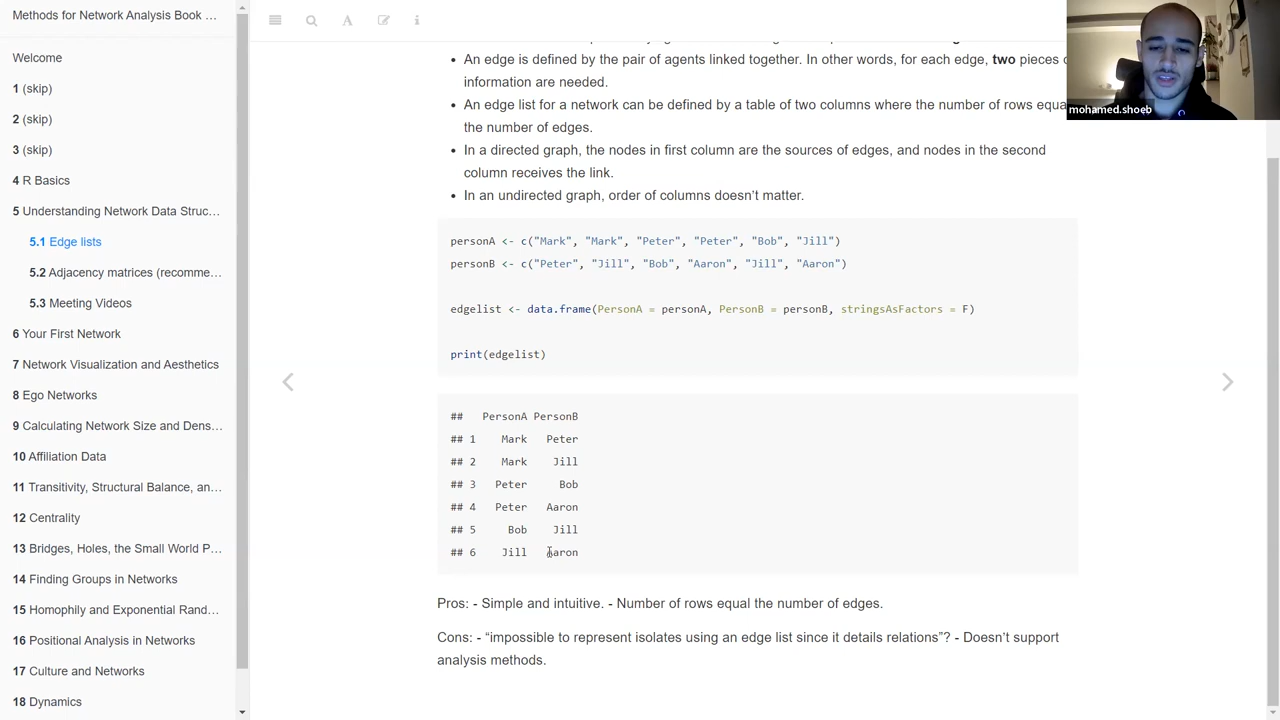 Methods for Network Analysis Book ...
Welcome
1 (skip)
2 (skip)
3 (skip)
4 R Basics
5 Understanding Network Data Struc...
5.1 Edge lists
5.2 Adjacency matrices (recomme...
5.3 Meeting Videos
6 Your First Network
7 Network Visualization and Aesthetics
8 Ego Networks
9 Calculating Network Size and Dens...
10 Affiliation Data
11 Transitivity, Structural Balance, an...
12 Centrality
13 Bridges, Holes, the Small World P...
14 Finding Groups in Networks
15 Homophily and Exponential Rand...
16 Positional Analysis in Networks
17 Culture and Networks
18 Dynamics
• An edge is defined by the pair of agents linked together. In other words, for each edge, two pieces
information are needed.
• An edge list for a network can be defined by a table of two columns where the number of rows equa
the number of edges.
• In a directed graph, the nodes in first column are the sources of edges, and nodes in the second
column receives the link.
• In an undirected graph, order of columns doesn't matter.
personA <- c("Mark", "Mark", "Peter", "Peter", "Bob", "Jill")
personB <- c("Peter", "Jill", "Bob", "Aaron", "Jill", "Aaron")
edgelist <- data.frame(PersonA = personA, PersonB = personB, stringsAsFactors = F)
print(edgelist)
## PersonA PersonB
## 1 Mark Peter
## 2 Mark Jill
## 3 Peter Bob
## 4 Peter Aaron
## 5 Bob Jill
## 6 Jill Aaron
Pros: - Simple and intuitive. - Number of rows equal the number of edges.
Cons: - “impossible to represent isolates using an edge list since it details relations”? - Doesn't support
analysis methods.
mohamed.shoeb